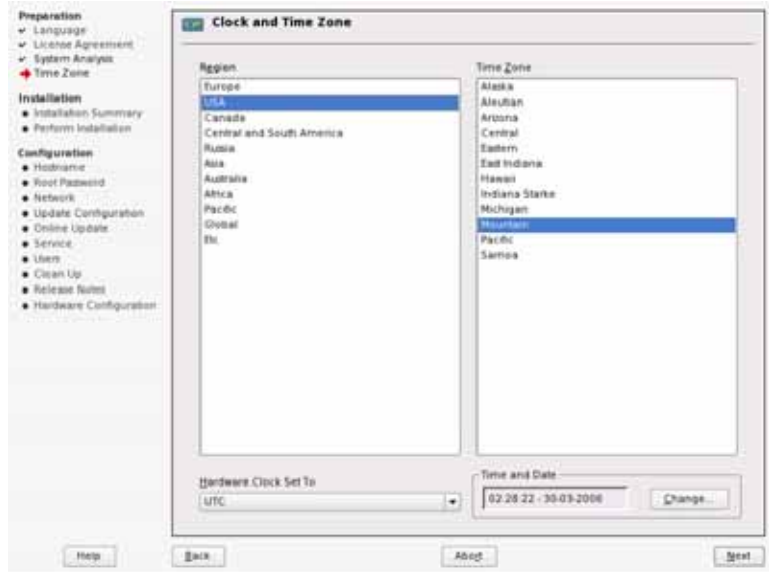 Preparation
Language
License Agreement
System Analysis
Time Zone
Installation
Installation Summary
Perform Installation
Configuration
Hostname
Root Password
Network
Update Configuration
Online Update
Service
Users
Clean Up
Release Notes
Hardware Configuration
Clock and Time Zone
Region
Europe
USA
Canada
Central and South America
Russia
Asia
Australia
Africa
Pacific
Global
Etc
Time Zone
Alaska
Aleutian
Arizona
Central
Eastern
East Indiana
Hawaii
Indiana Starke
Michigan
Mountain
Pacific
Samoa
Hardware Clock Set To
UTC
Time and Date
02:28:22 - 30-03-2006
Change...
Help
Back
Abort
Next